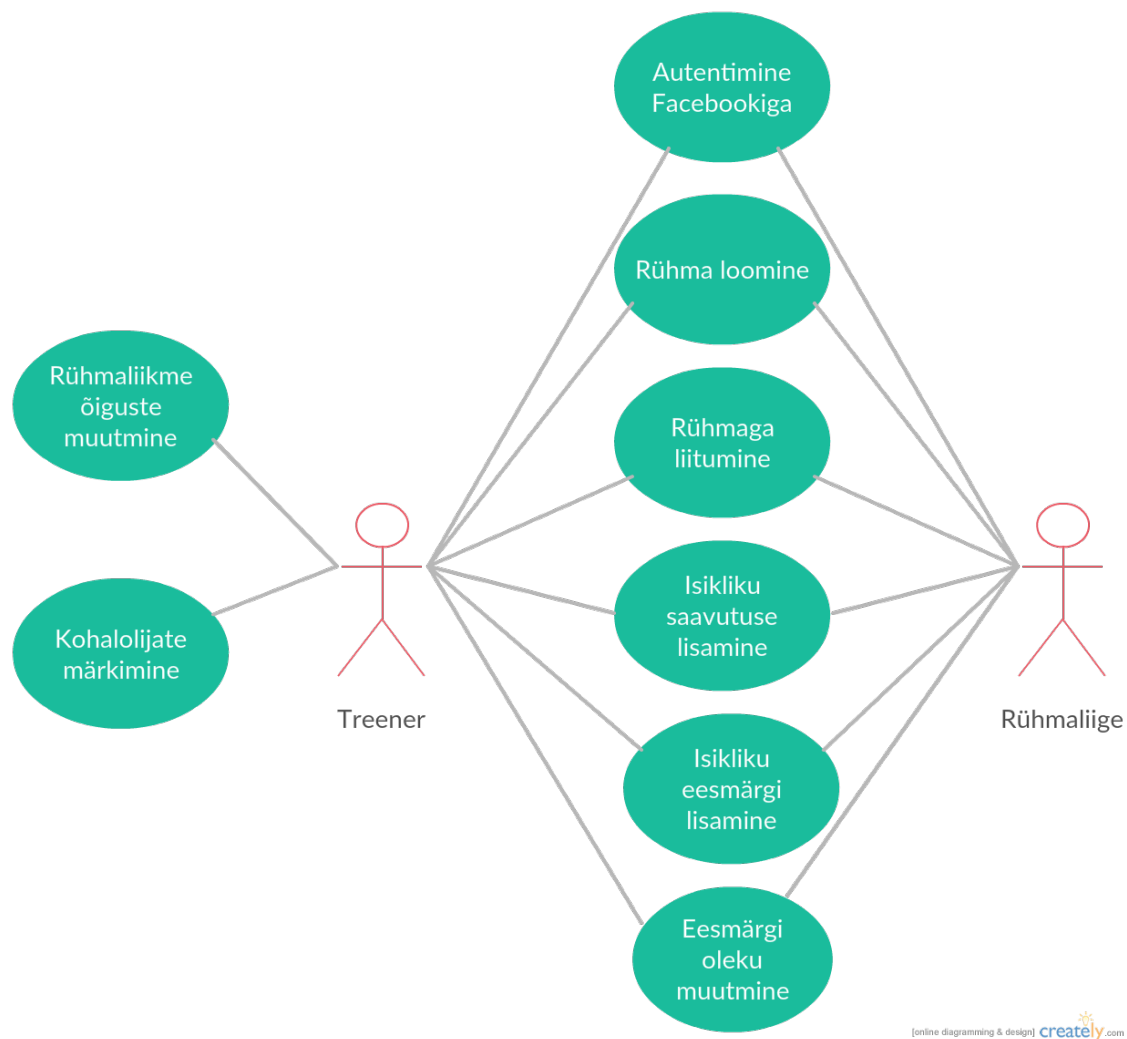 Autentimine
Facebookiga
Rühma loomine
Rühmaliikme
õiguste
muutmine
Rühmaga
liitumine
Isikliku
saavutuse
lisamine
Kohalolijate
märkimine
Treener
Rühmaliige
Isikliku
eesmärgi
lisamine
Eesmärgi
oleku
muutmine
[online diagramming & design] creately.com